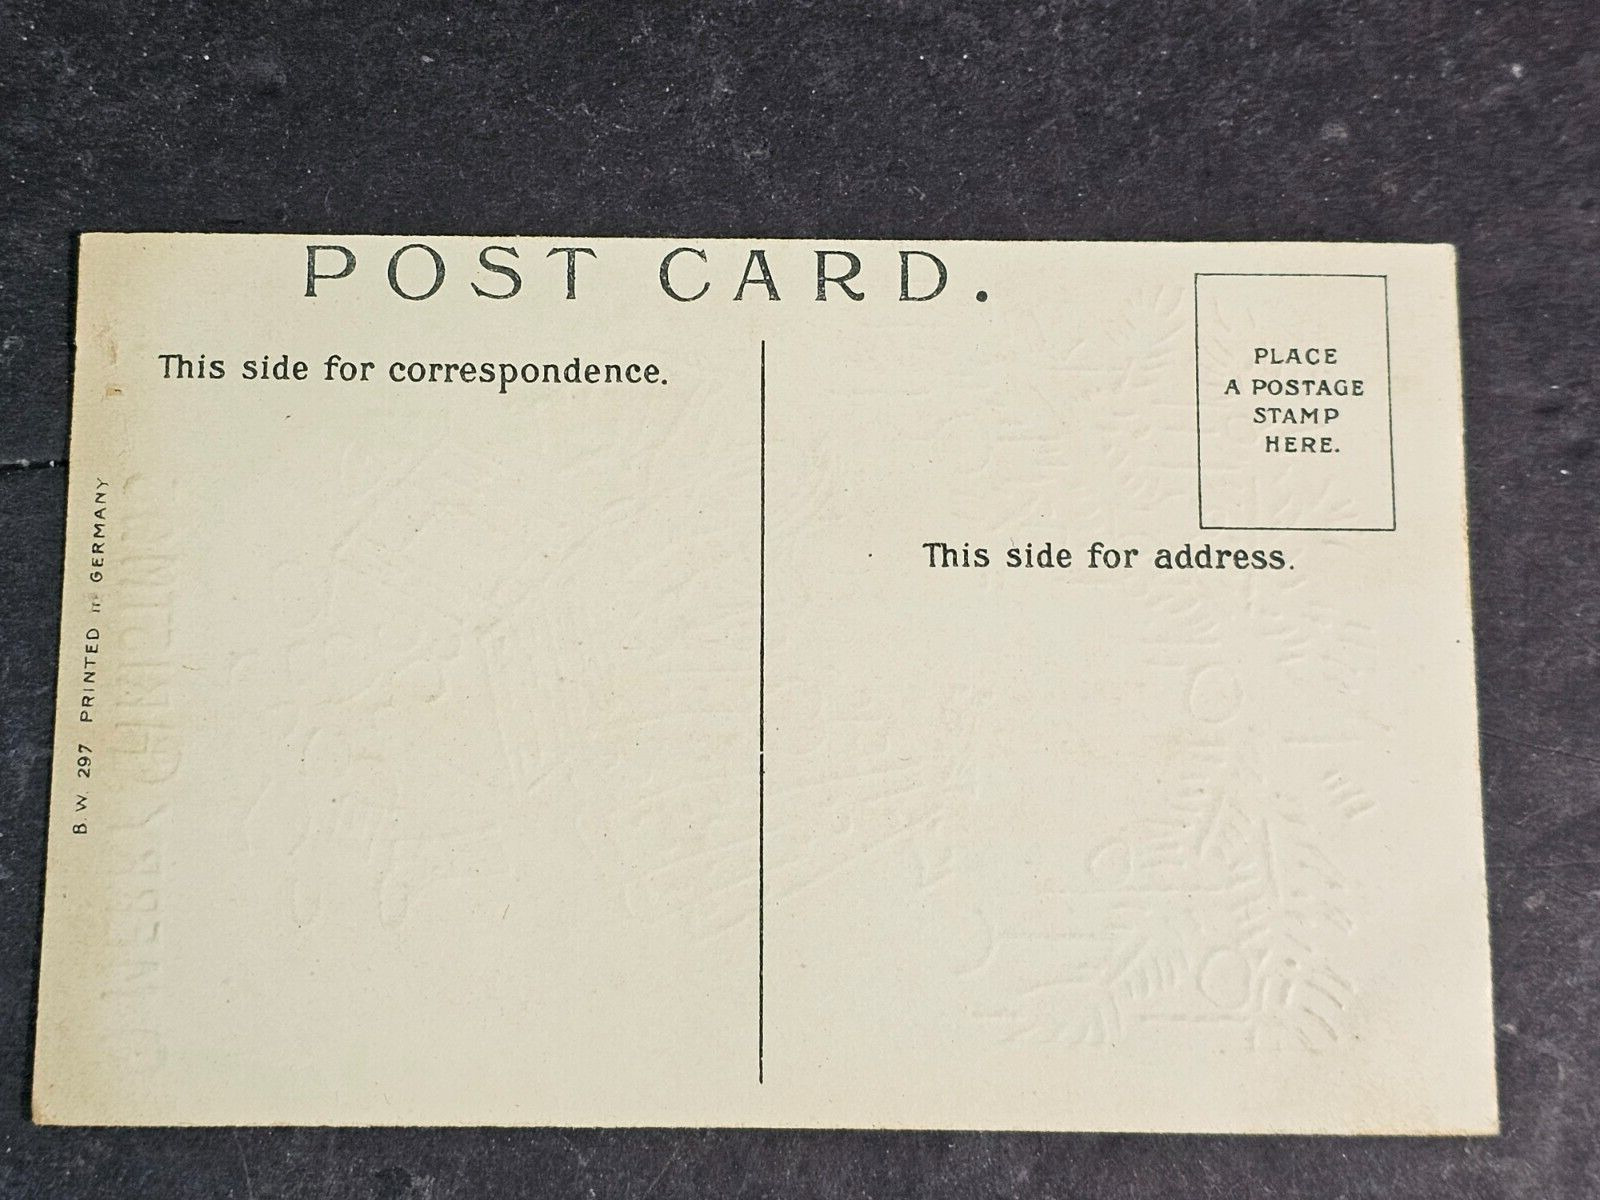 POST CARD.
This side for correspondence.
PLACE
A POSTAGE
STAMP
HERE.
This side for address.
B.W. 297 PRINTED in GERMANY